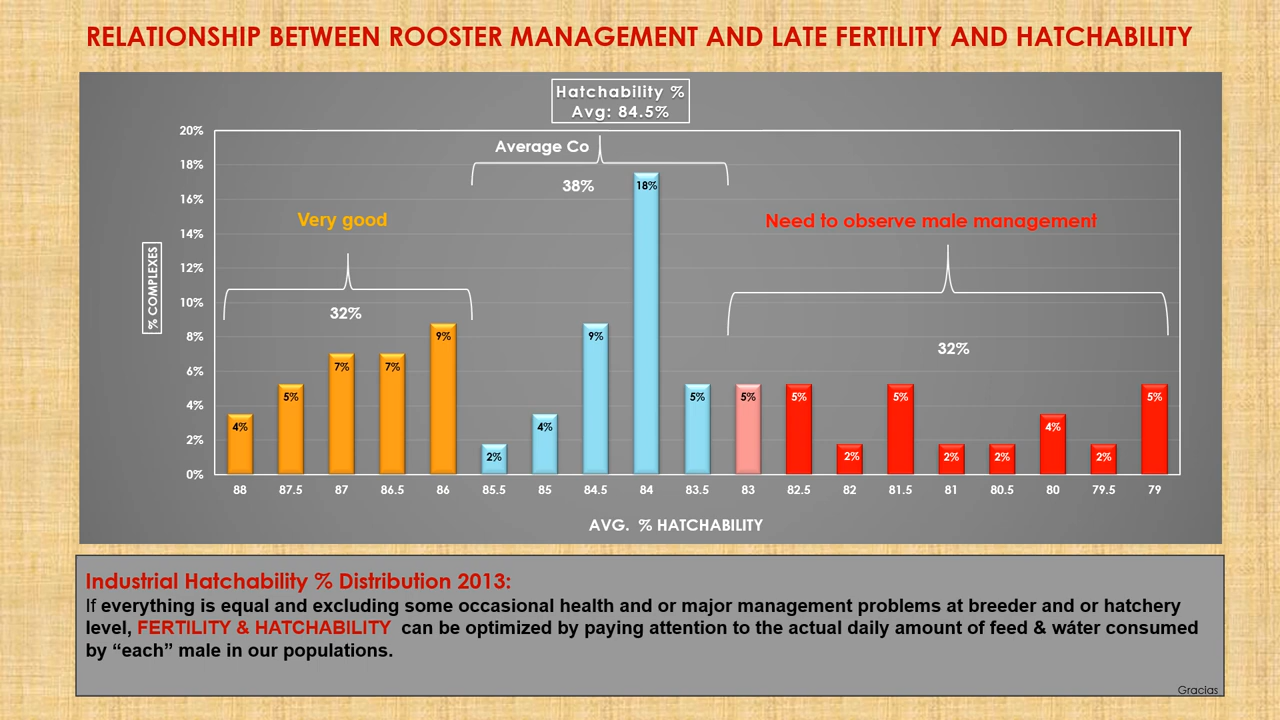 RELATIONSHIP BETWEEN ROOSTER MANAGEMENT AND LATE FERTILITY AND HATCHABILITY
Hatchability %
Avg: 84.5%
20%
18%
16%
14%
12%
10%
8%
6%
4%
2%
0%
% COMPLEXES
Average Co
38%
Very good
32%
Need to observe male management
32%
4%
5%
7%
7%
9%
2%
4%
9%
18%
5%
5%
5%
2%
5%
2%
2%
4%
2%
5%
88 87.5 87 86.5 86 85.5 85 84.5 84 83.5 83 82.5 82 81.5 81 80.5 80 79.5 79
AVG. % HATCHABILITY
Industrial Hatchability % Distribution 2013:
If everything is equal and excluding some occasional health and or major management problems at breeder and or hatchery
level, FERTILITY & HATCHABILITY can be optimized by paying attention to the actual daily amount of feed & wáter consumed
by “each” male in our populations.
Gracias